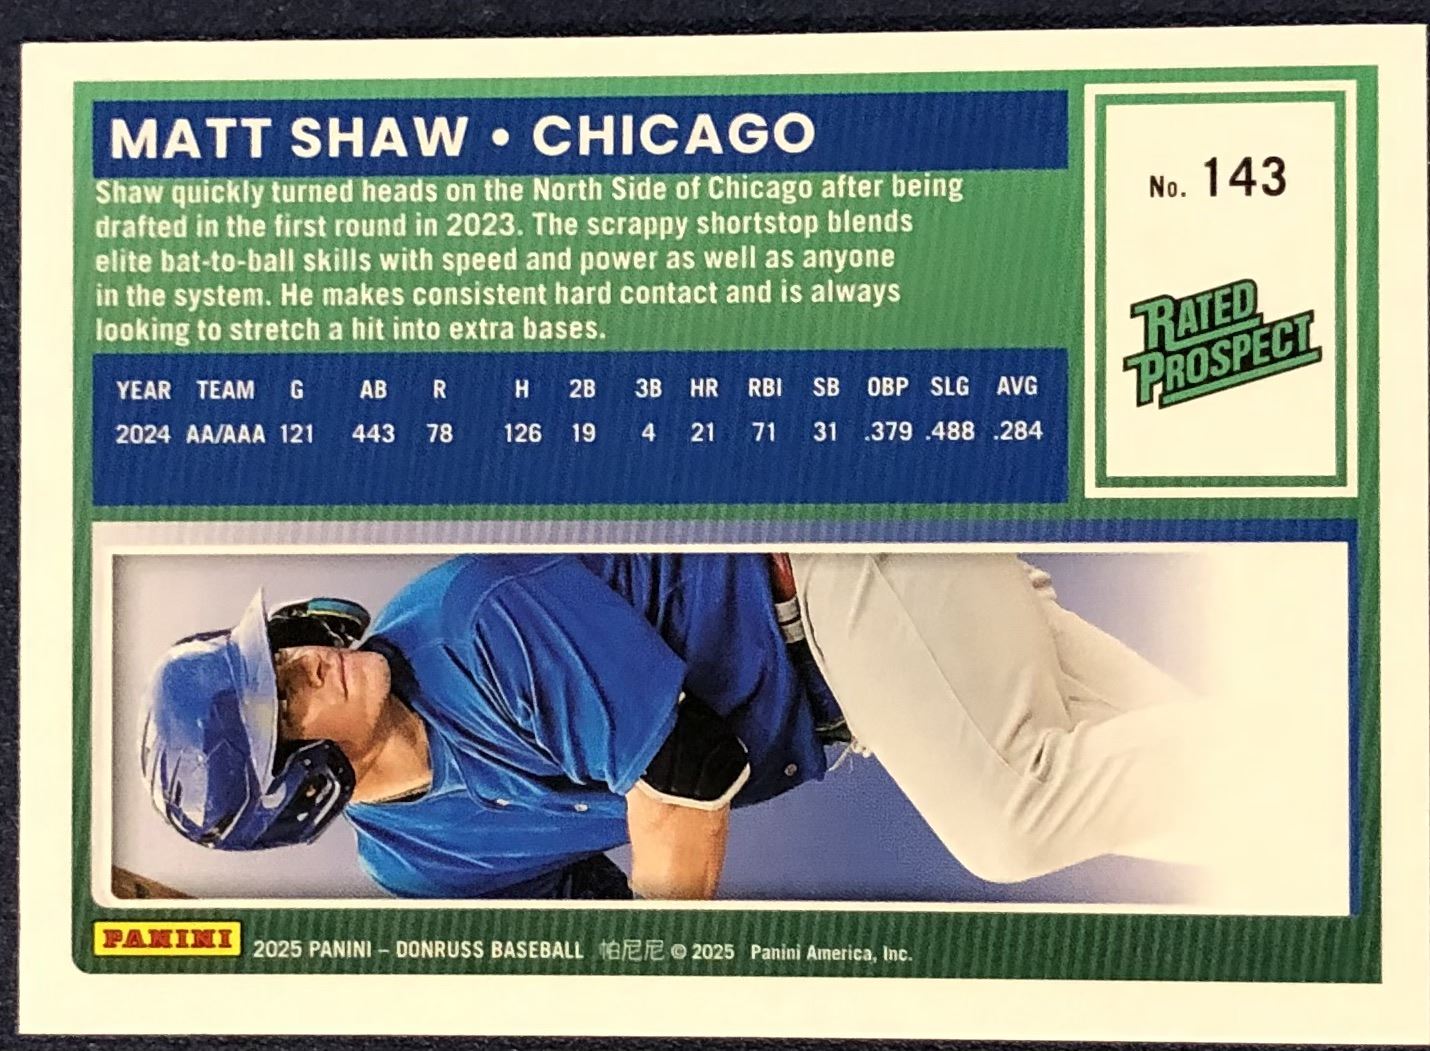 MATT SHAW • CHICAGO
Shaw quickly turned heads on the North Side of Chicago after being
drafted in the first round in 2023. The scrappy shortstop blends
elite bat-to-ball skills with speed and power as well as anyone
in the system. He makes consistent hard contact and is always
looking to stretch a hit into extra bases.
No. 143
RATED
PROSPECT
YEAR TEAM G AB R H 2B 3B HR RBI SB OBP SLG AVG
2024 AA/AAA 121 443 78 126 19 4 21 71 31 .379 .488 .284
PANINI 2025 PANINI – DONRUSS BASEBALL 帕尼尼 © 2025 Panini America, Inc.